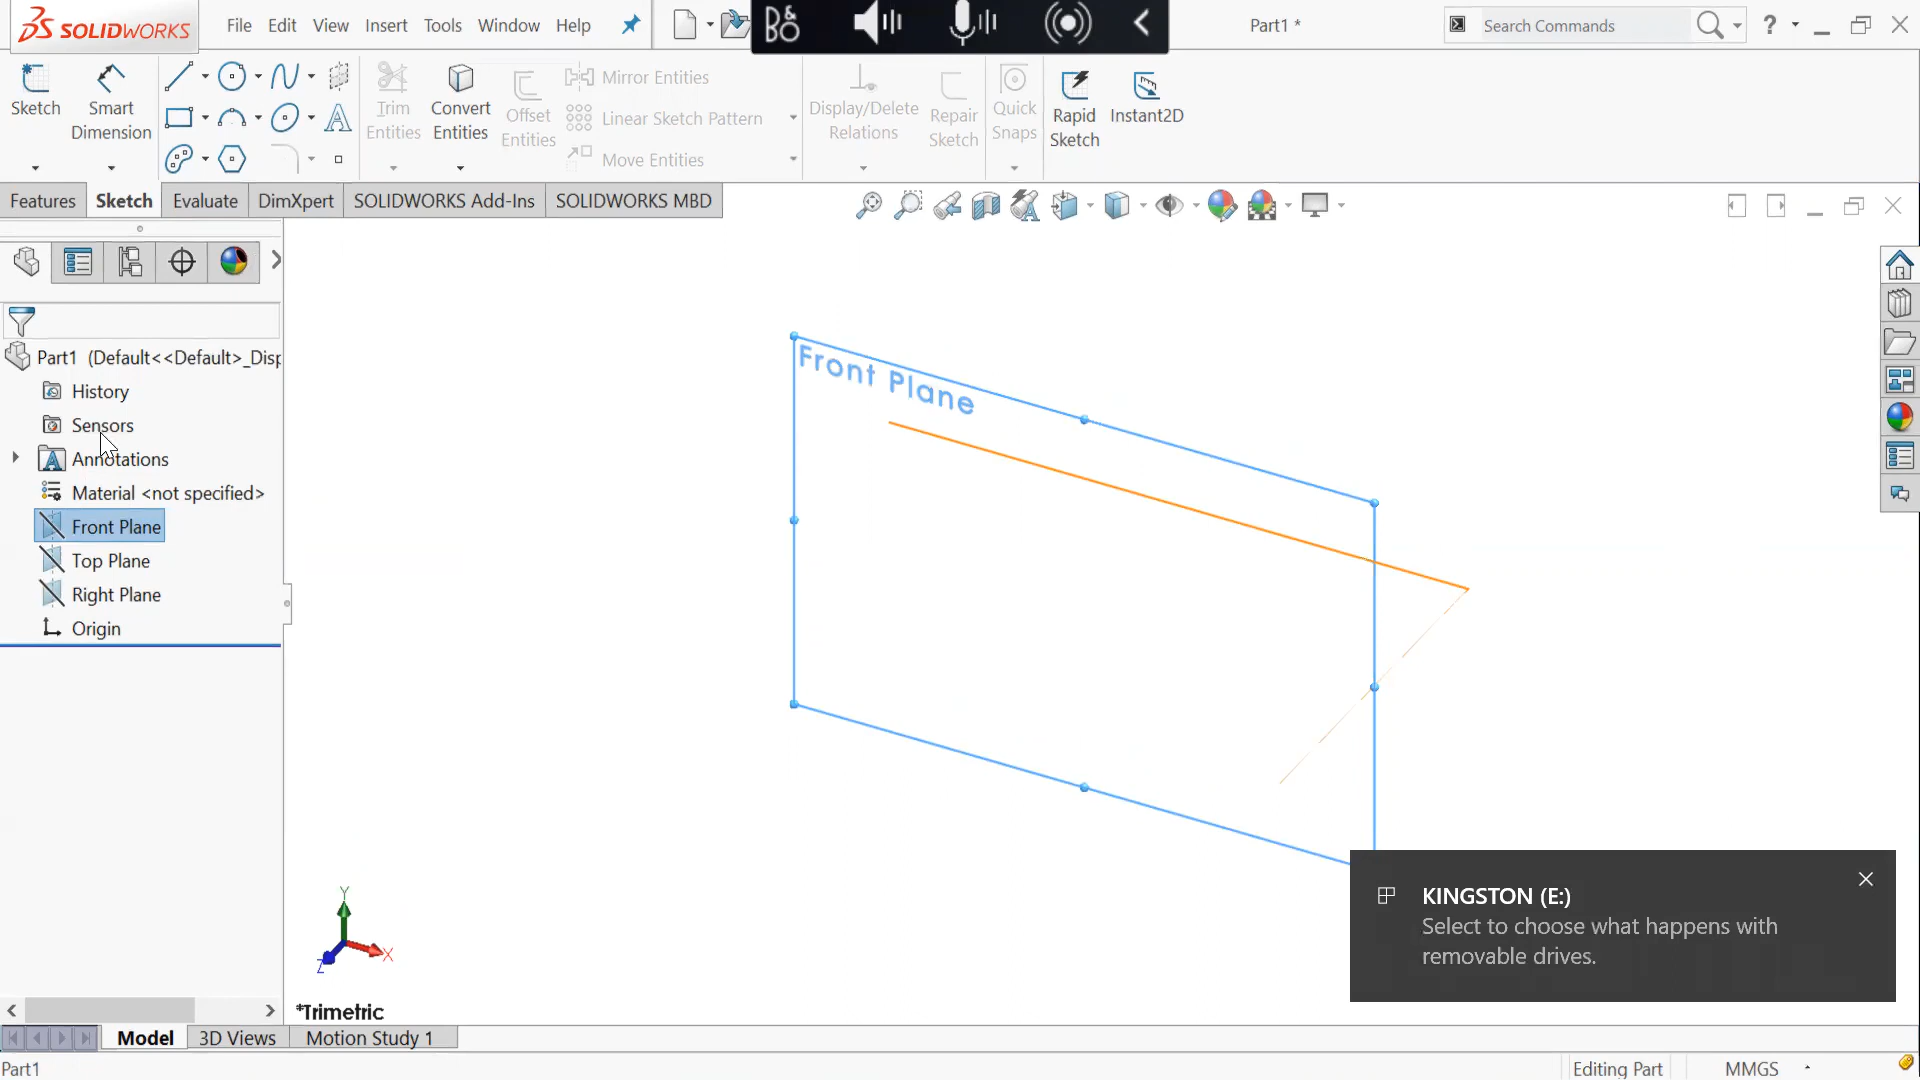 SOLIDWORKS File Edit View Insert Tools Window Help Part1 * Search Commands ?
Sketch Smart Dimension Trim Entities Convert Entities Offset Entities Mirror Entities Linear Sketch Pattern Move Entities Display/Delete Relations Repair Sketch Quick Snaps Rapid Sketch Instant2D
Features Sketch Evaluate DimXpert SOLIDWORKS Add-Ins SOLIDWORKS MBD
Part1 (Default<<Default>_Disp
History
Sensors
Annotations
Material <not specified>
Front Plane
Top Plane
Right Plane
Origin
Front Plane
Y
X
Z
*Trimetric
KINGSTON (E:)
Select to choose what happens with
removable drives.
Model 3D Views Motion Study 1
Part1 Editing Part MMGS